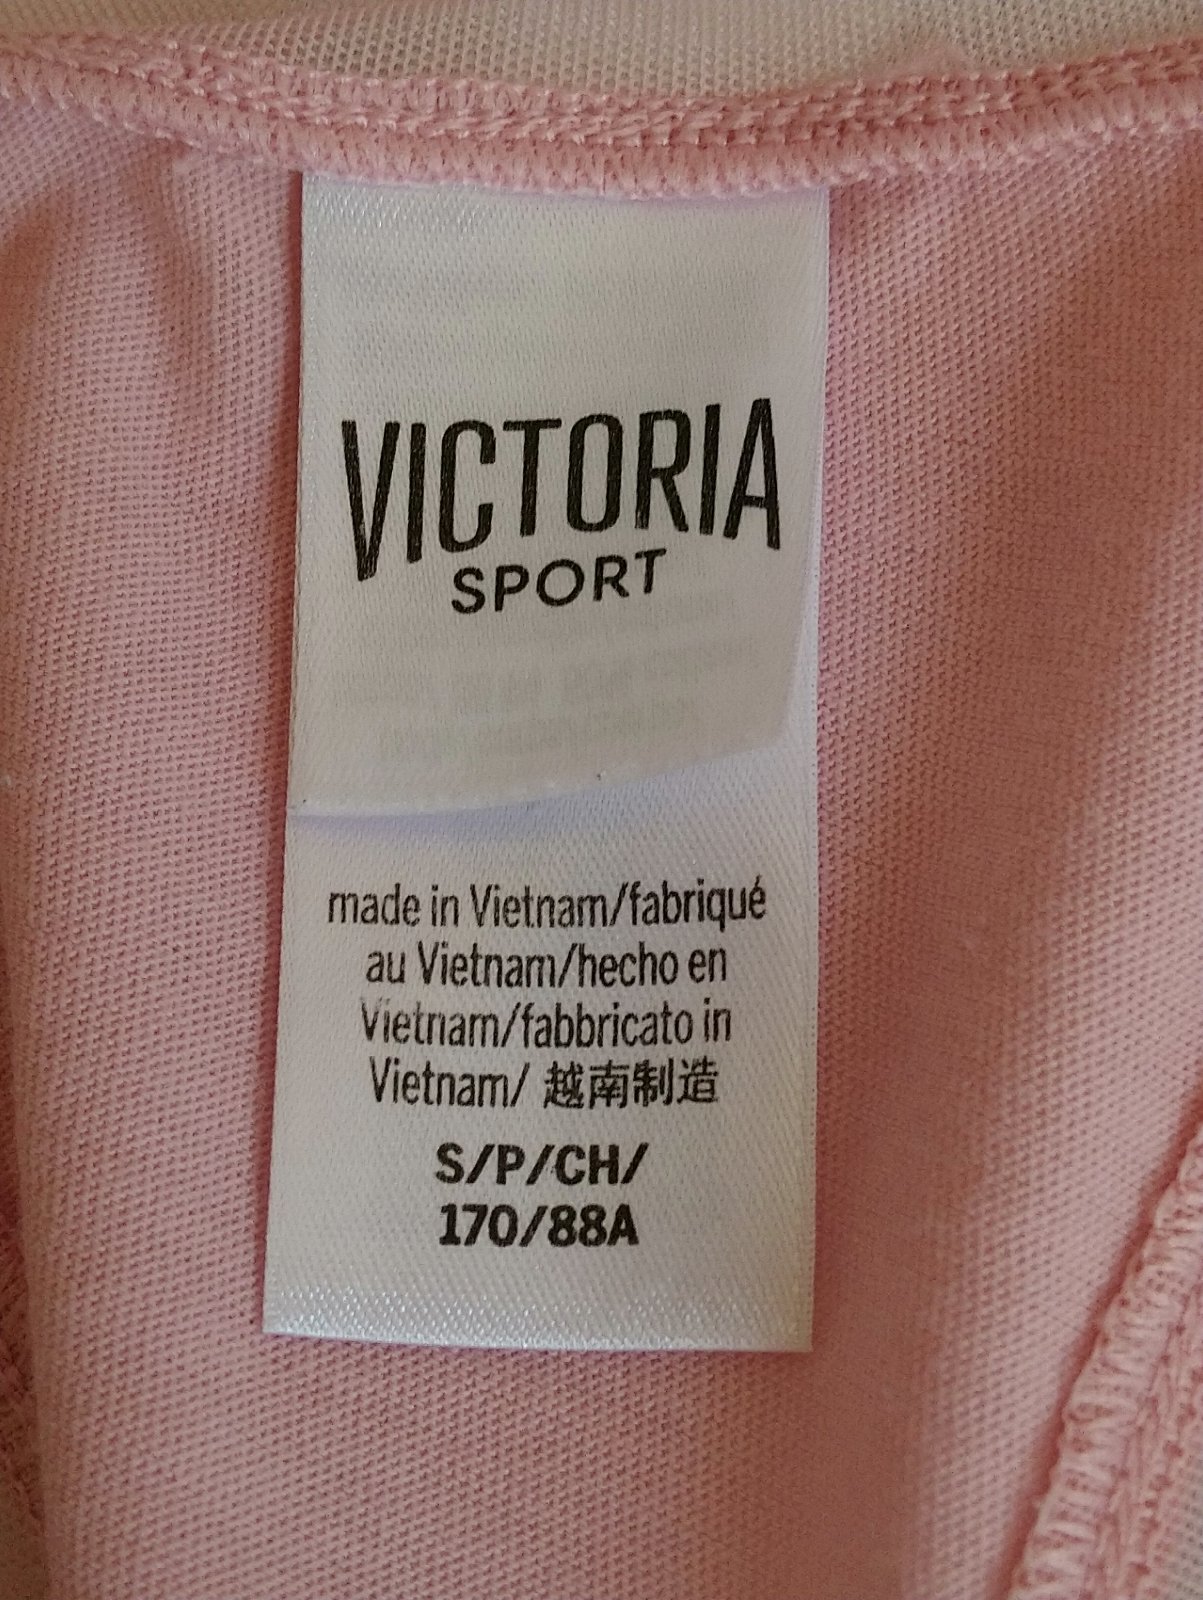 VICTORIA
SPORT
made in Vietnam/fabriqué
au Vietnam/hecho en
Vietnam/fabbricato in
Vietnam/ 越南制造
S/P/CH/
170/88A